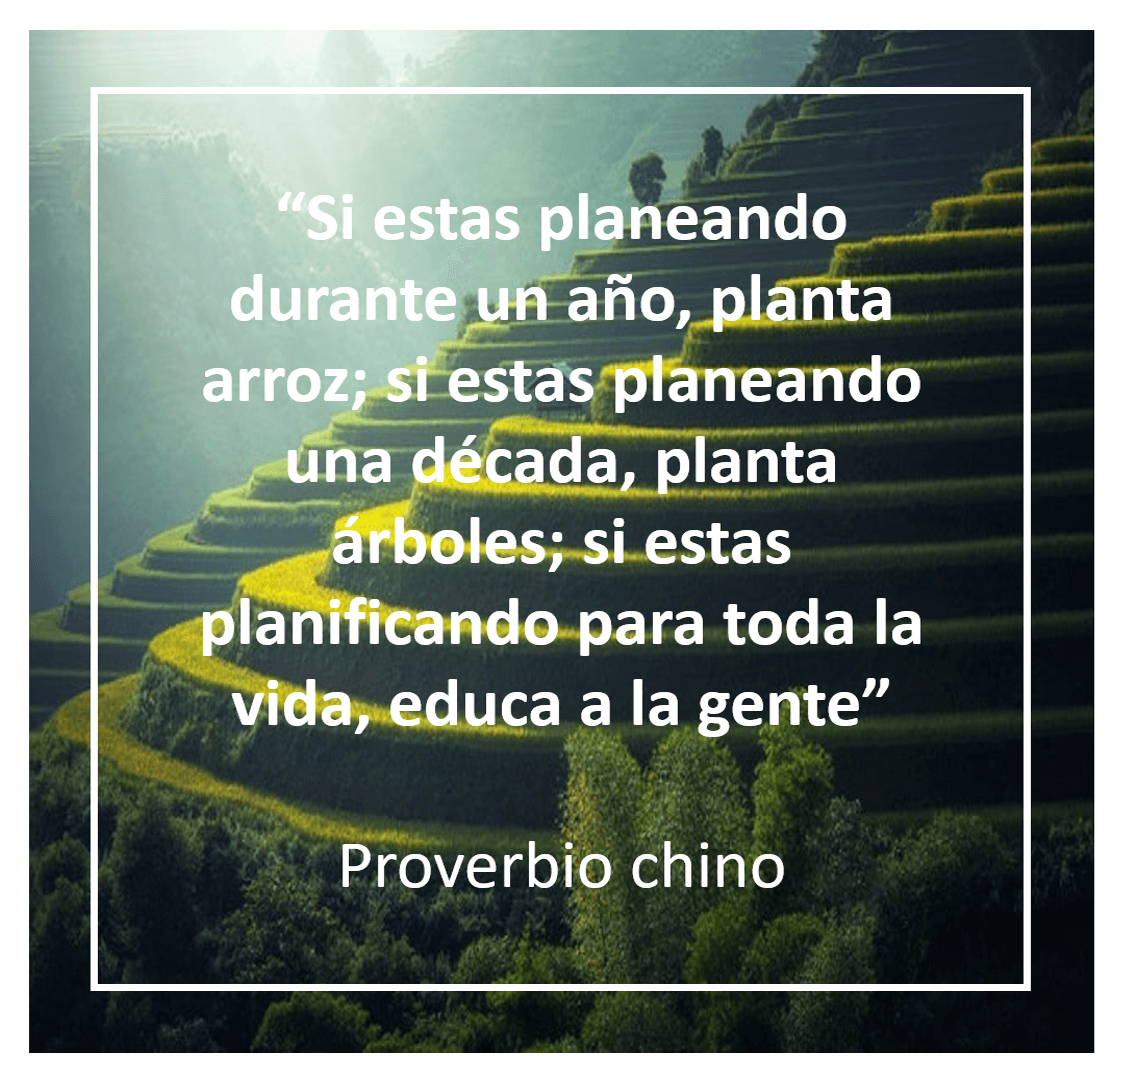 “Si estas planeando
durante un año, planta
arroz; si estas planeando
una década, planta
árboles; si estas
planificando para toda la
vida, educa a la gente”
Proverbio chino